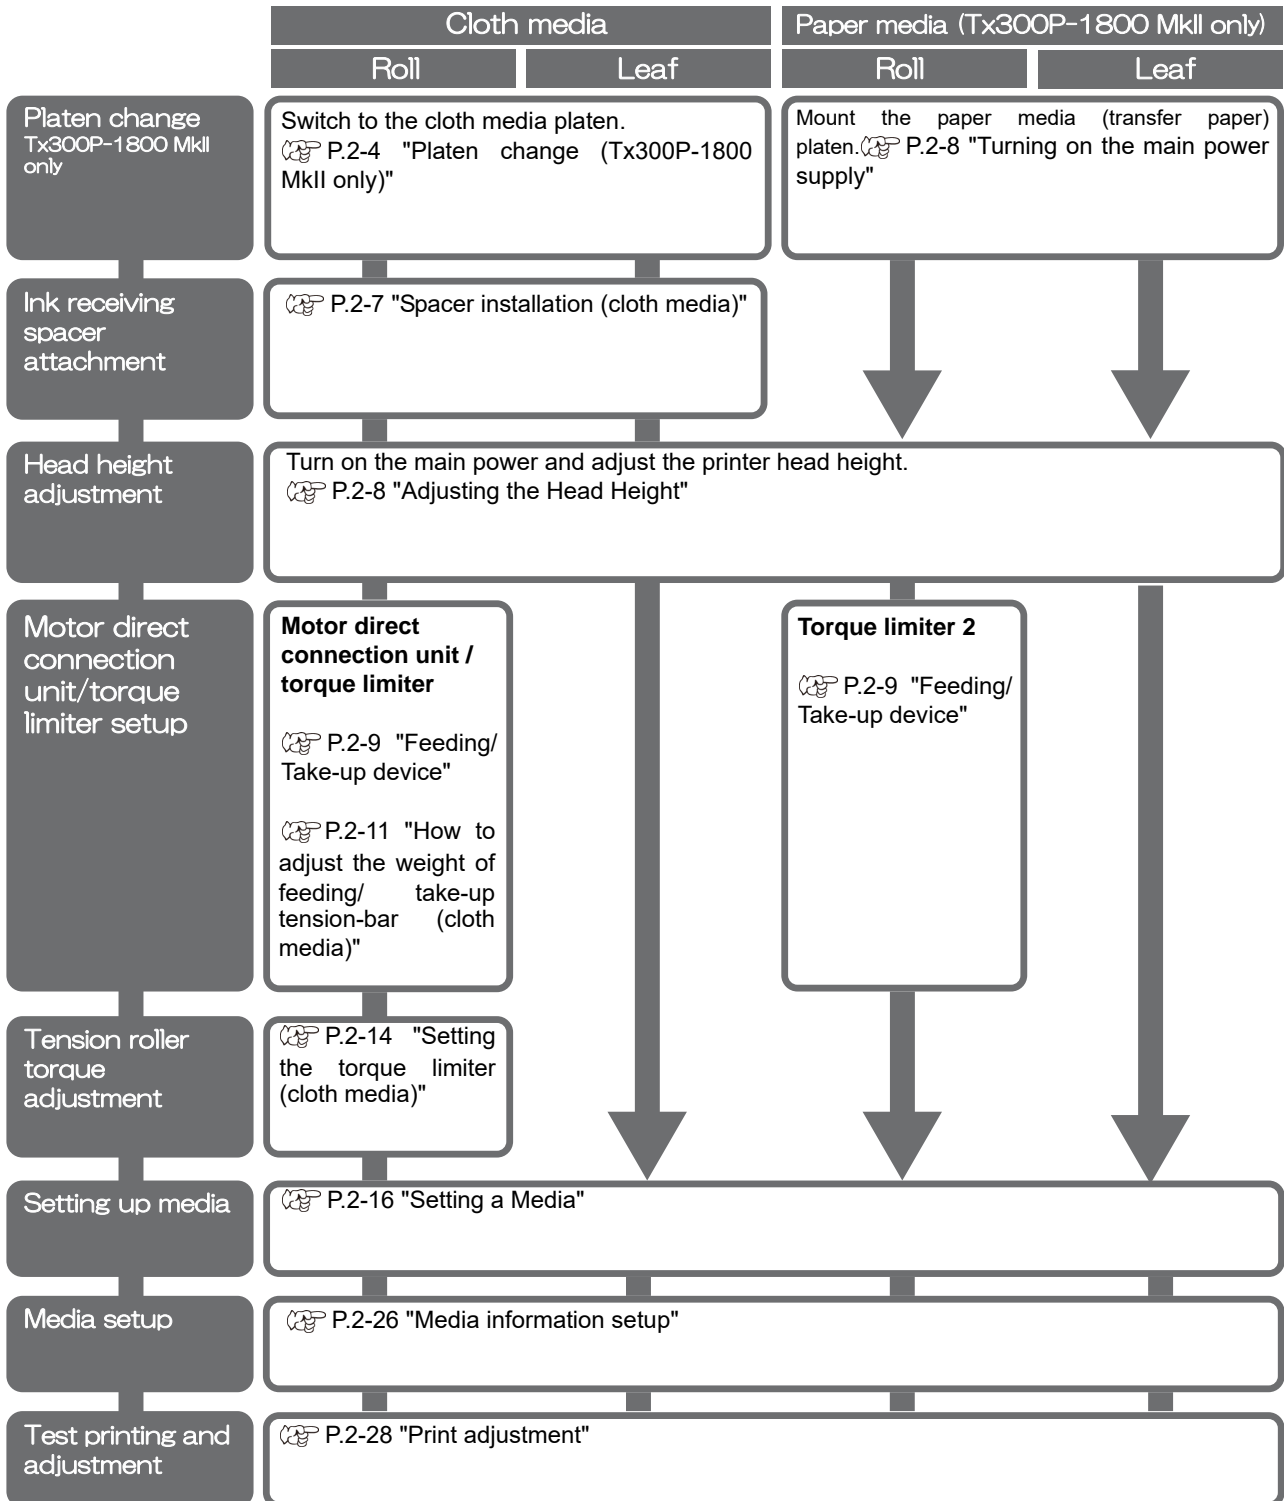 Cloth media
Paper media (Tx300P-1800 MkII only)
Roll
Leaf
Roll
Leaf
Platen change
Tx300P-1800 MkII
only
Switch to the cloth media platen.
P.2-4 "Platen change (Tx300P-1800
MkII only)"
Mount the paper media (transfer paper)
platen. P.2-8 "Turning on the main power
supply"
Ink receiving
spacer
attachment
P.2-7 "Spacer installation (cloth media)"
Head height
adjustment
Turn on the main power and adjust the printer head height.
P.2-8 "Adjusting the Head Height"
Motor direct
connection
unit/torque
limiter setup
Motor direct
connection unit /
torque limiter
P.2-9 "Feeding/
Take-up device"
P.2-11 "How to
adjust the weight of
feeding/ take-up
tension-bar (cloth
media)"
Torque limiter 2
P.2-9 "Feeding/
Take-up device"
Tension roller
torque
adjustment
P.2-14 "Setting
the torque limiter
(cloth media)"
Setting up media
P.2-16 "Setting a Media"
Media setup
P.2-26 "Media information setup"
Test printing and
adjustment
P.2-28 "Print adjustment"